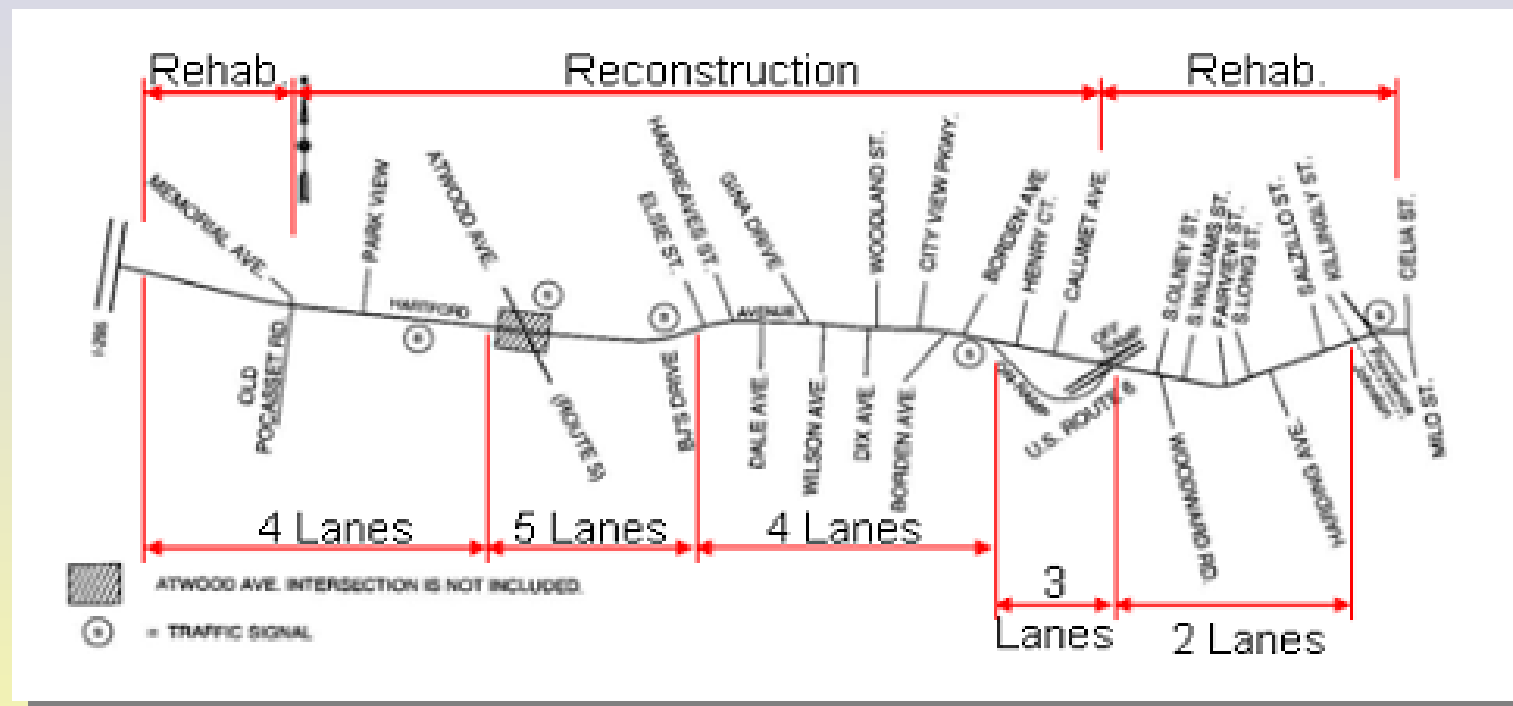 Rehab.
Reconstruction
Rehab.
MEMORIAL AVE.
PARK VIEW
ATWOOD AVE.
ELSIE ST.
HARGREAVES ST.
GINA DRIVE
WOODLAND ST.
CITY VIEW PKWY.
BORDEN AVE.
HENRY CT.
CALUMET AVE.
S.OLNEY ST.
S.WILLIAMS ST.
FAIRVIEW ST.
S.LONG ST.
BALZILLO ST.
KILLINGLY ST.
CELIA ST.
HARTFORD
AVENUE
OLD
POCASSET RD.
(ROUTE 5)
BJ'S DRIVE
DALE AVE.
WILSON AVE.
DIX AVE.
BORDEN AVE.
U.S. ROUTE 6
HARDING AVE.
MILO ST.
4 Lanes
5 Lanes
4 Lanes
3
Lanes
2 Lanes
ATWOOD AVE. INTERSECTION IS NOT INCLUDED.
S = TRAFFIC SIGNAL